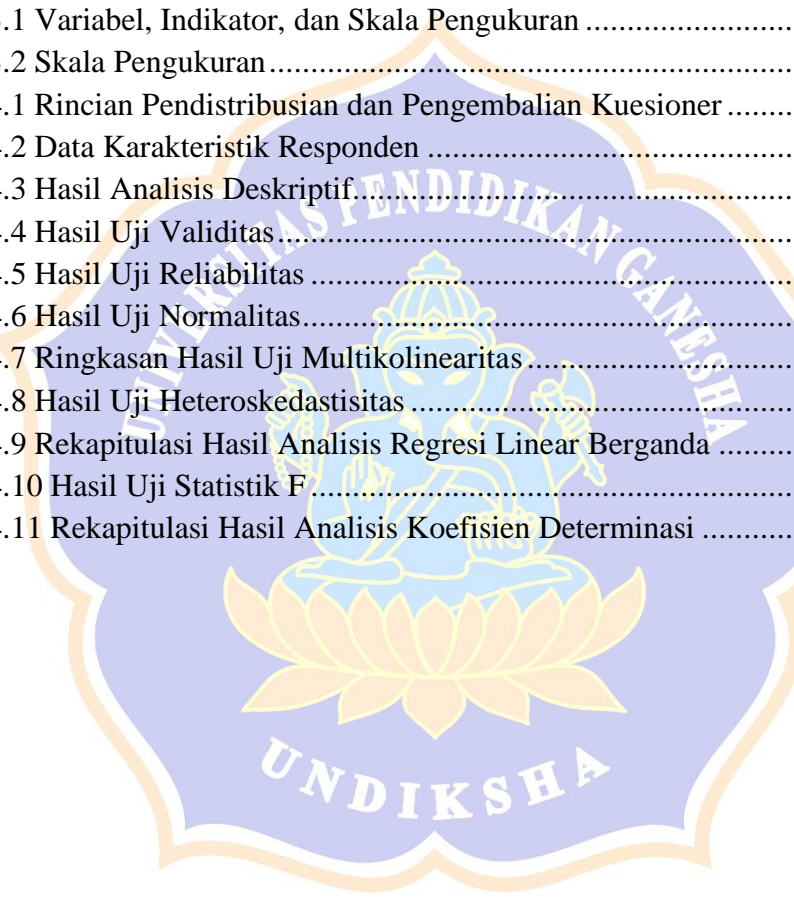 .1 Variabel, Indikator, dan Skala Pengukuran ........................
.2 Skala Pengukuran ........................
.1 Rincian Pendistribusian dan Pengembalian Kuesioner ........................
.2 Data Karakteristik Responden ........................
.3 Hasil Analisis Deskriptif ........................
.4 Hasil Uji Validitas ........................
.5 Hasil Uji Reliabilitas ........................
.6 Hasil Uji Normalitas ........................
.7 Ringkasan Hasil Uji Multikolinearitas ........................
.8 Hasil Uji Heteroskedastisitas ........................
.9 Rekapitulasi Hasil Analisis Regresi Linear Berganda ..........
.10 Hasil Uji Statistik F ........................
.11 Rekapitulasi Hasil Analisis Koefisien Determinasi ............
UNIVERSITAS PENDIDIKAN GANESHA
UNDIKSHA